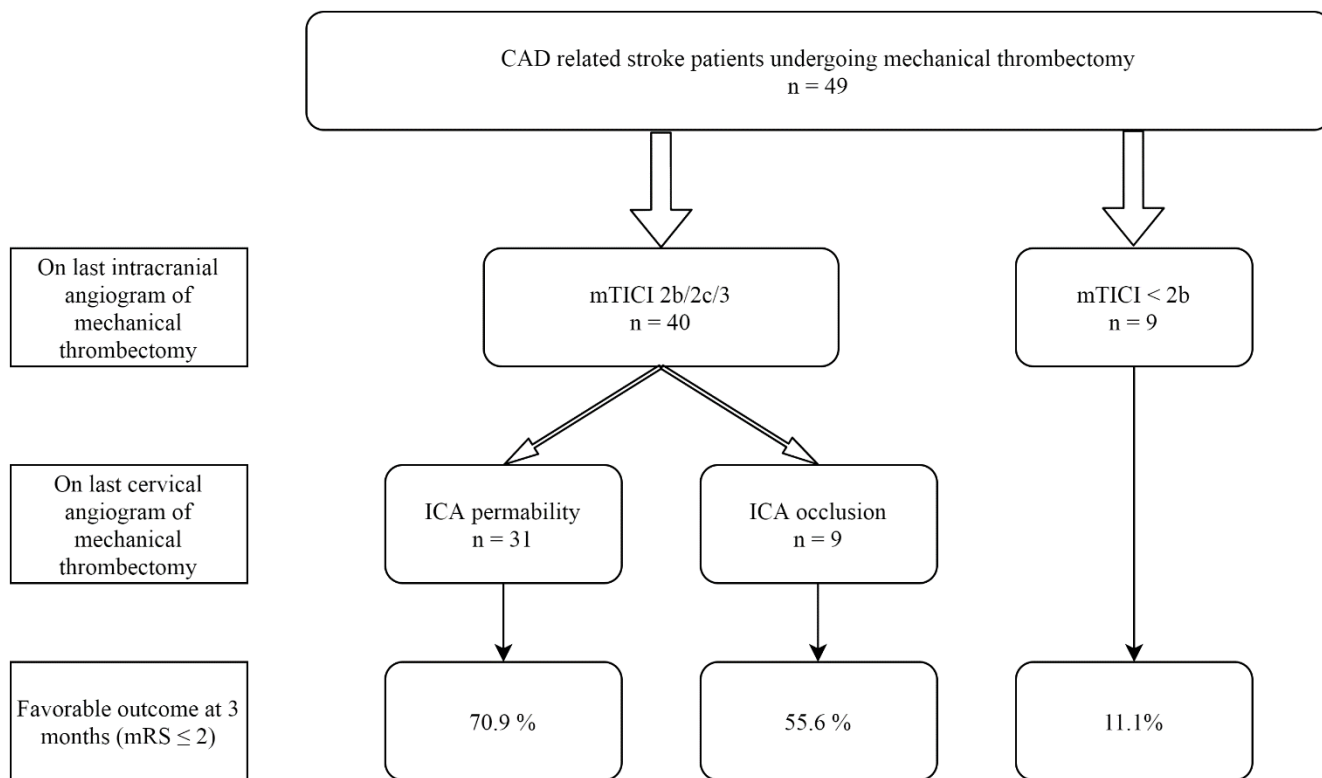 CAD related stroke patients undergoing mechanical thrombectomy
n = 49
On last intracranial
angiogram of
mechanical
thrombectomy
mTICI 2b/2c/3
n = 40
mTICI < 2b
n = 9
On last cervical
angiogram of
mechanical
thrombectomy
ICA permability
n = 31
ICA occlusion
n = 9
Favorable outcome at 3
months (mRS ≤ 2)
70.9 %
55.6 %
11.1%